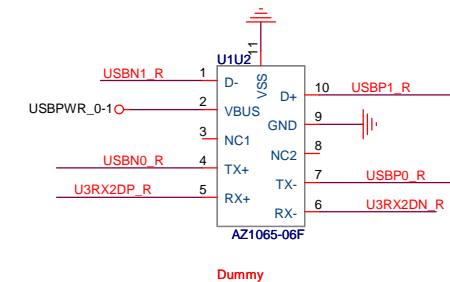 U1U2
11
VSS
USBN1_R 1 D- D+ 10 USBP1_R
USBPWR_0-1 2 VBUS GND 9
3 NC1 NC2 8
USBN0_R 4 TX+ TX- 7 USBP0_R
U3RX2DP_R 5 RX+ RX- 6 U3RX2DN_R
AZ1065-06F
Dummy